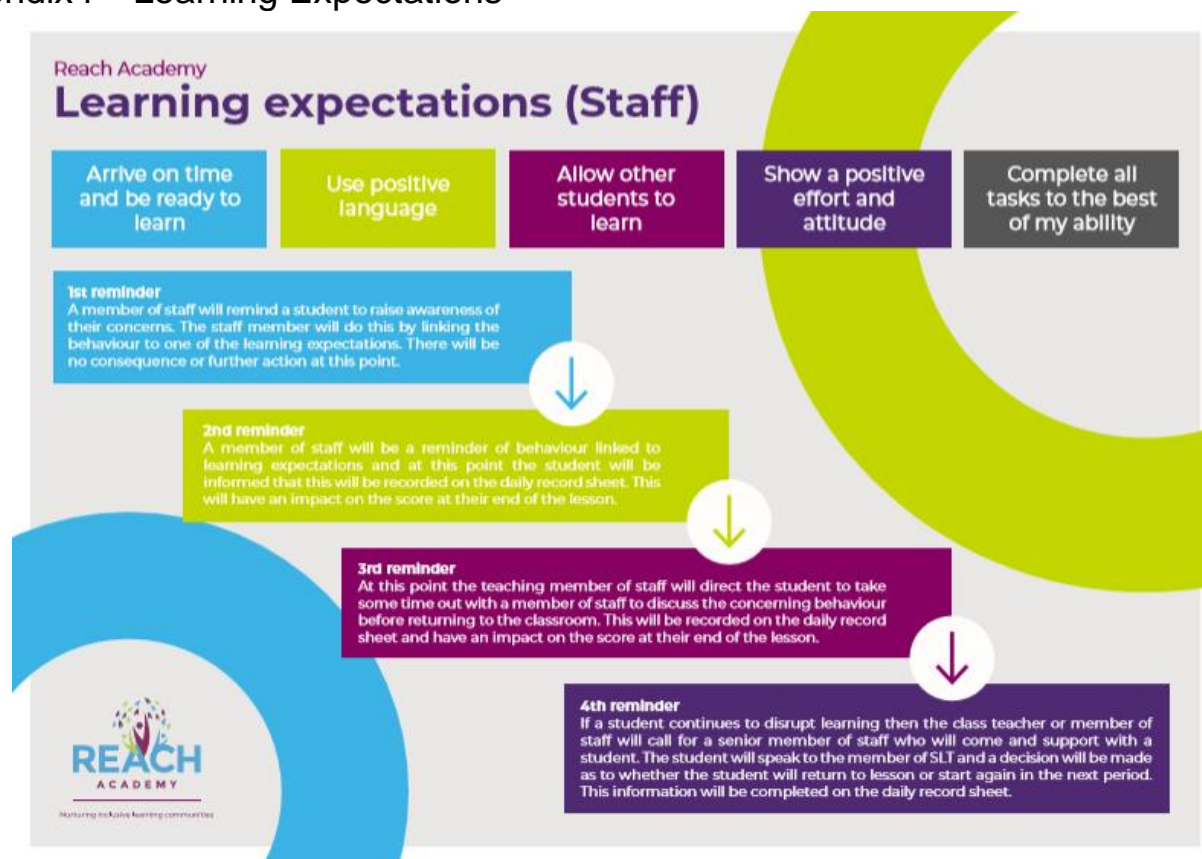 Learning Expectations
Reach Academy
Learning expectations (Staff)
Arrive on time
and be ready to
learn
Use positive
language
Allow other
students to
learn
Show a positive
effort and
attitude
Complete all
tasks to the best
of my ability
1st reminder
A member of staff will remind a student to raise awareness of
their concerns. The staff member will do this by linking the
behaviour to one of the learning expectations. There will be
no consequence or further action at this point.
2nd reminder
A member of staff will be a reminder of behaviour linked to
learning expectations and at this point the student will be
informed that this will be recorded on the daily record sheet. This
will have an impact on the score at their end of the lesson.
3rd reminder
At this point the teaching member of staff will direct the student to take
some time out with a member of staff to discuss the concerning behaviour
before returning to the classroom. This will be recorded on the daily record
sheet and have an impact on the score at their end of the lesson.
4th reminder
If a student continues to disrupt learning then the class teacher or member of
staff will call for a senior member of staff who will come and support with a
student. The student will speak to the member of SLT and a decision will be made
as to whether the student will return to lesson or start again in the next period.
This information will be completed on the daily record sheet.
REACH
ACADEMY
Nurturing inclusive learning communities